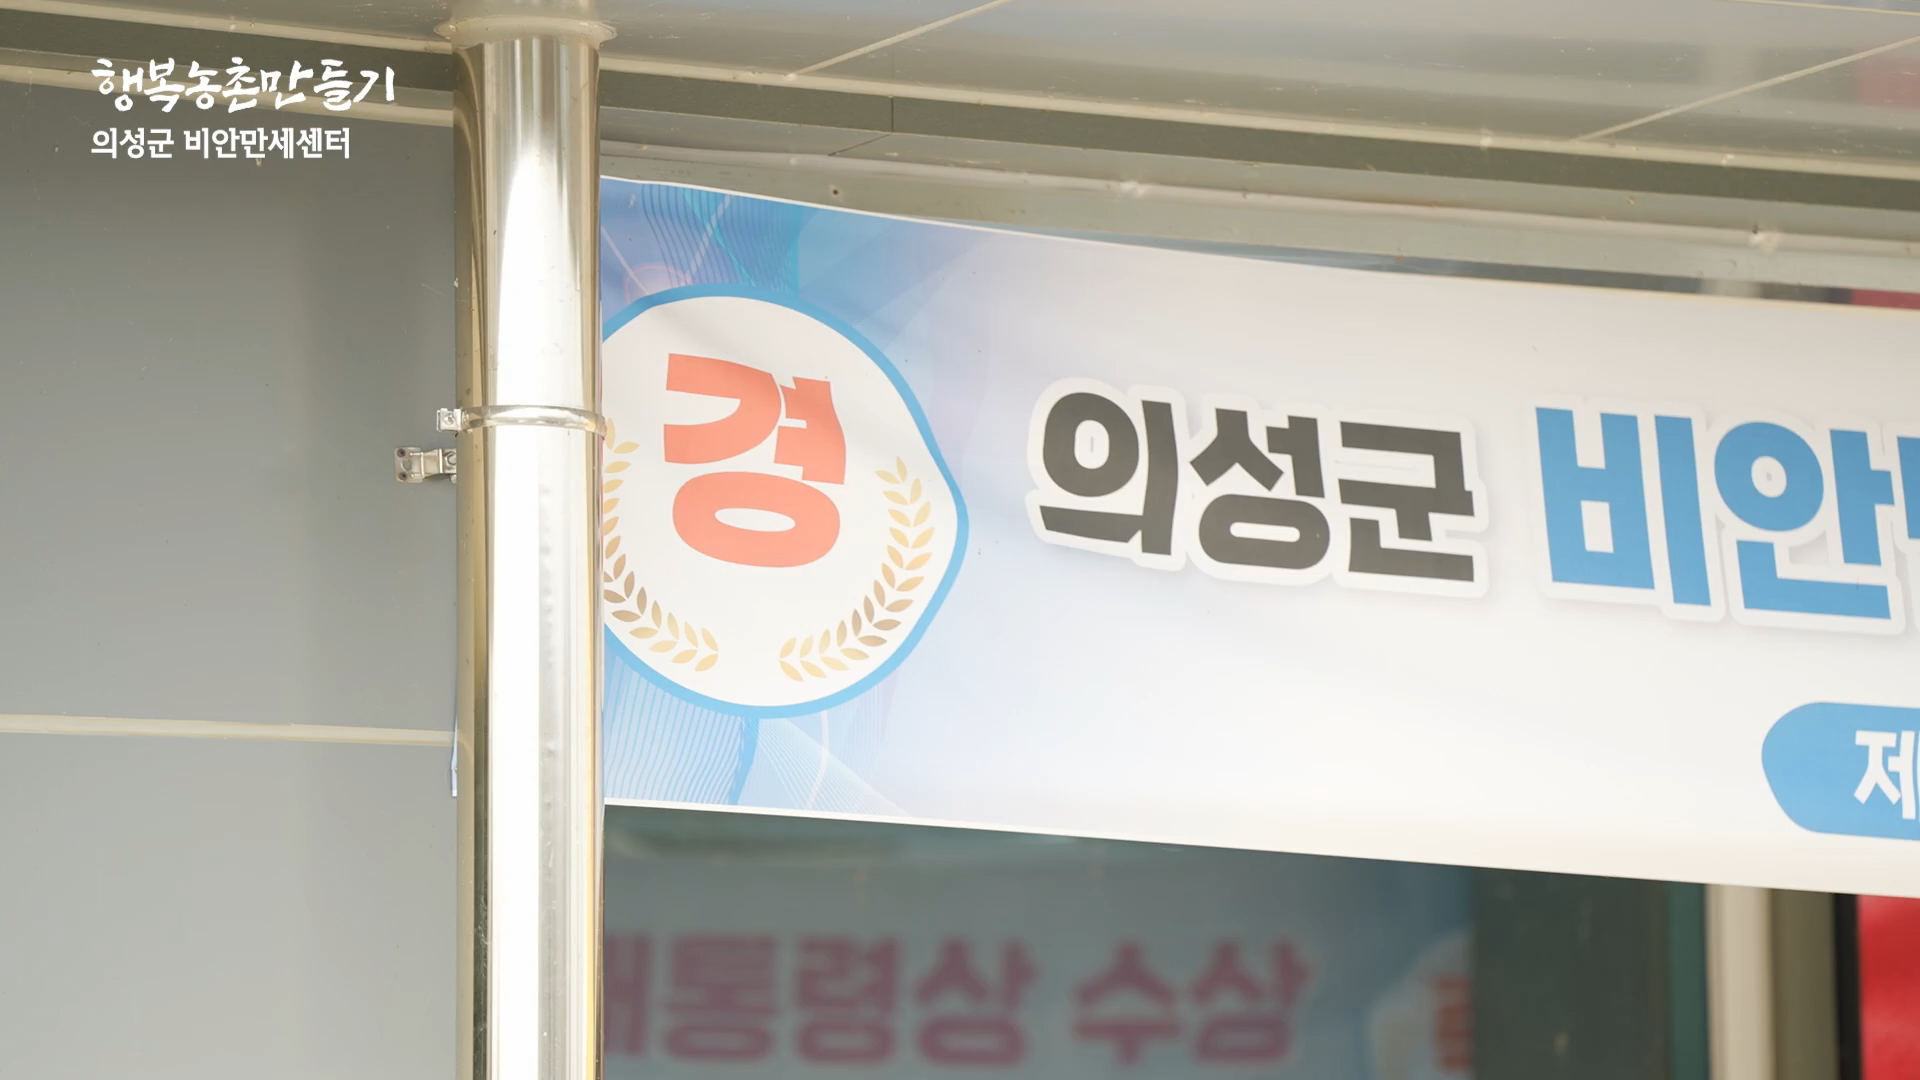 행복농촌만들기
의성군 비안만세센터
경
의성군 비안
제
대통령상 수상